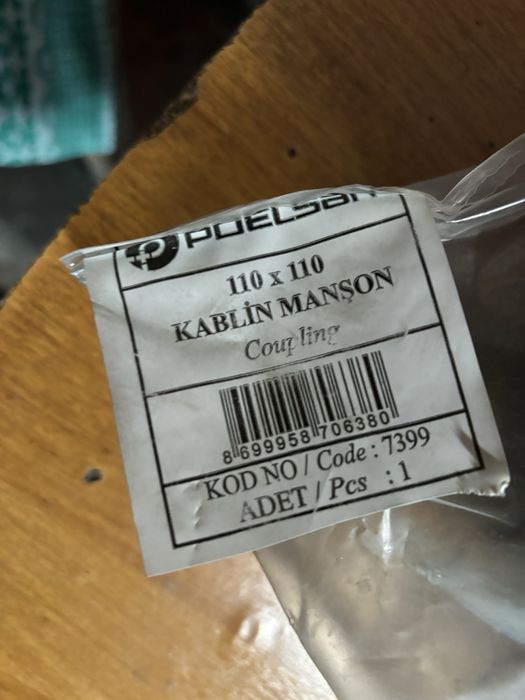 POELSAN
110 x 110
KABLİN MANŞON
Coupling
8 699958 706380
KOD NO / Code : 7399
ADET / Pcs : 1